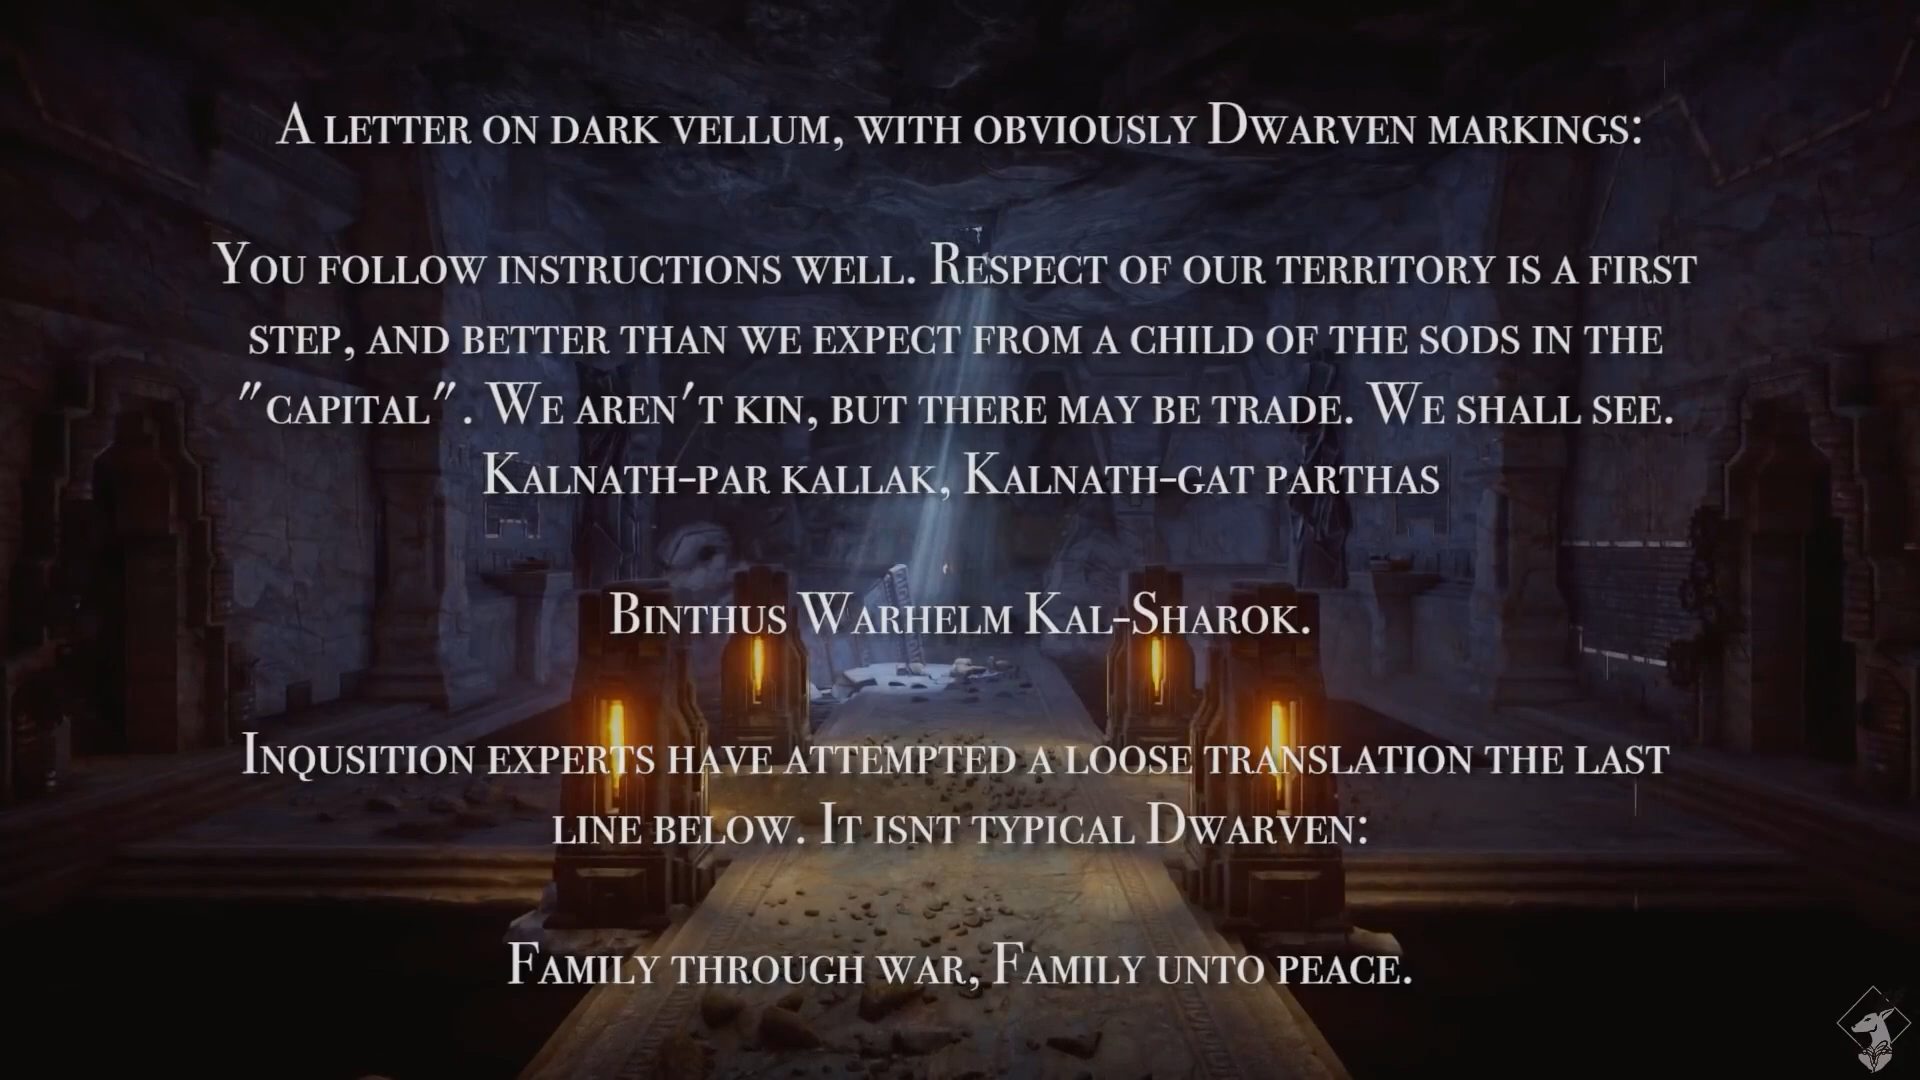 A letter on dark vellum, with obviously Dwarven markings:
You follow instructions well. Respect of our territory is a first
step, and better than we expect from a child of the sods in the
"capital". We aren't kin, but there may be trade. We shall see.
Kalnath-par kallak, Kalnath-gat parthas
Binthus Warhelm Kal-Sharok.
Inqusition experts have attempted a loose translation the last
line below. It isnt typical Dwarven:
Family through war, Family unto peace.